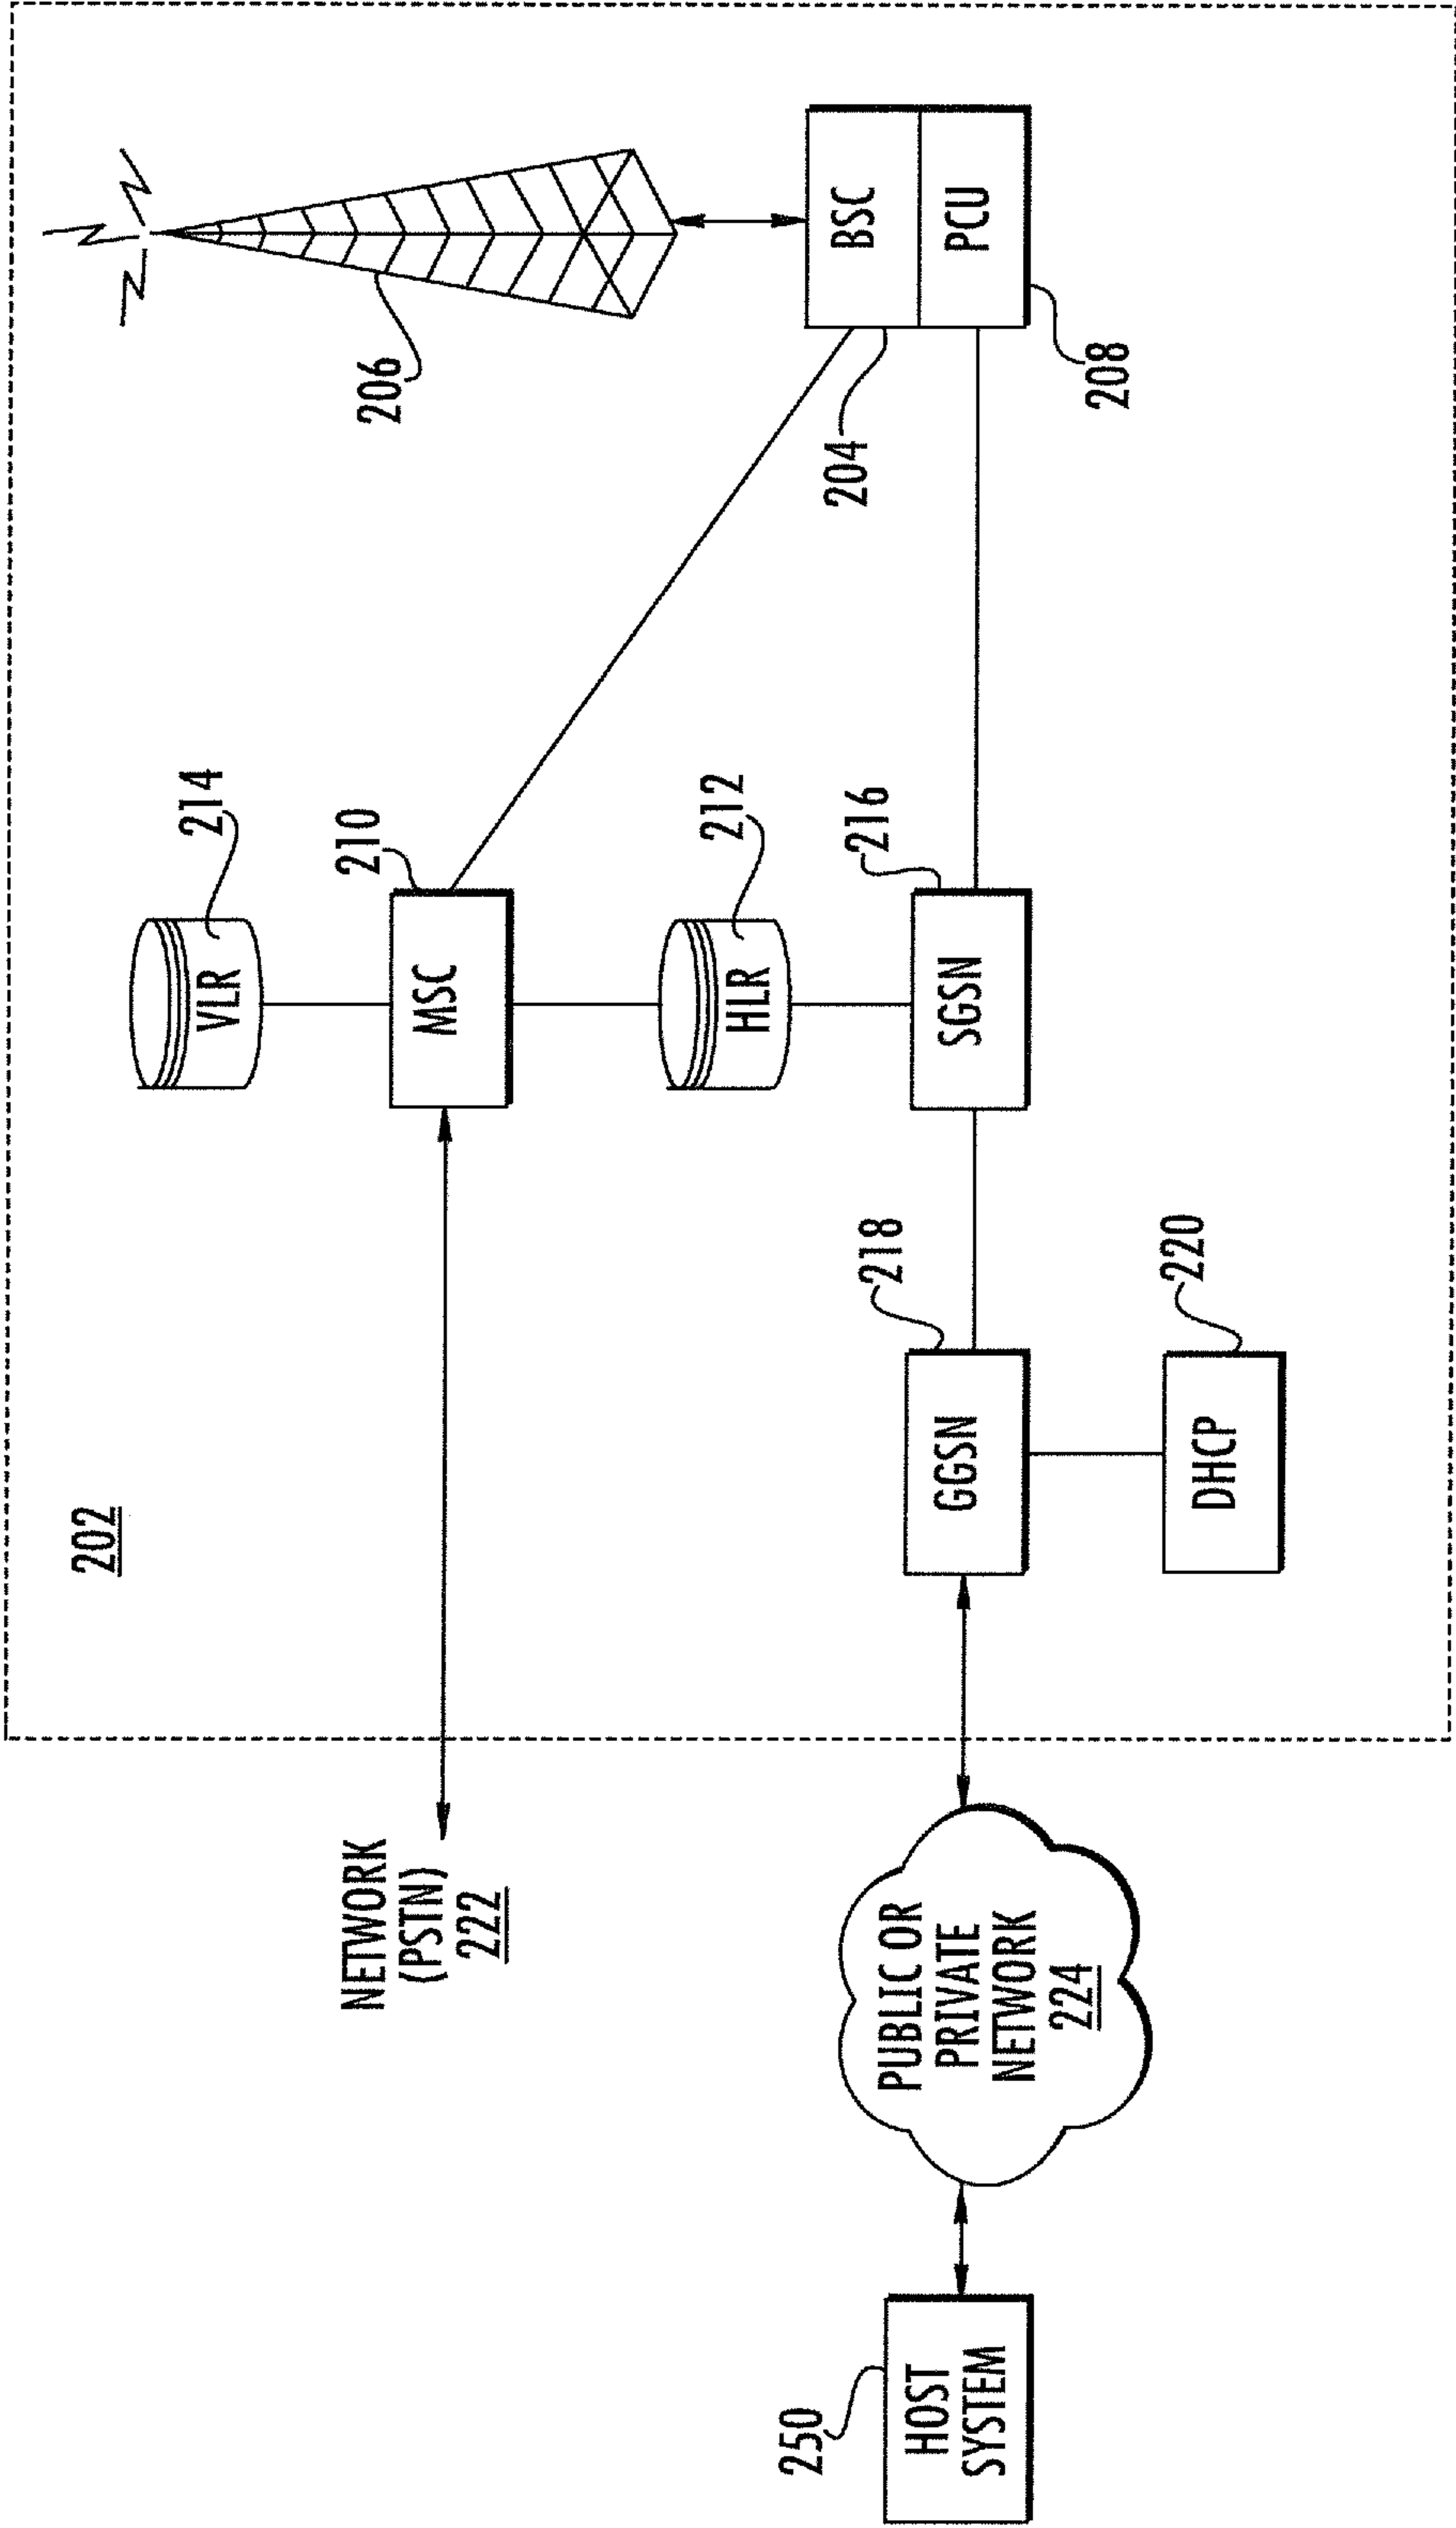 202
VLR
214
206
NETWORK
(PSTN)
222
MSC
210
HLR
212
BSC
204
PCU
208
250
HOST
SYSTEM
PUBLIC OR
PRIVATE
NETWORK
224
GGSN
218
SGSN
216
DHCP
220